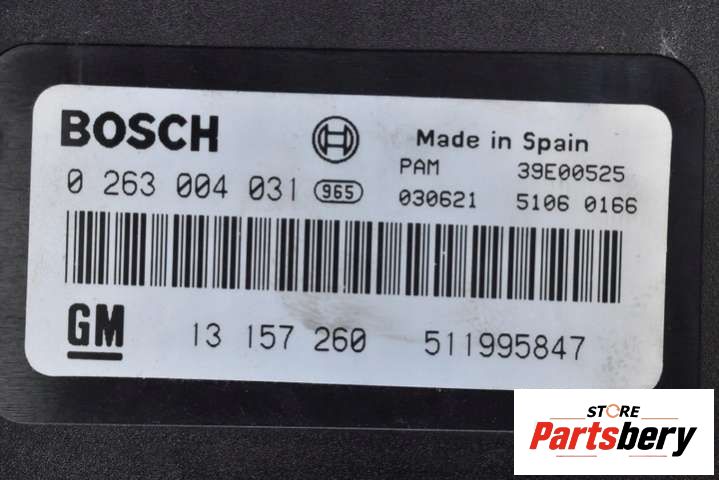 BOSCH
Made in Spain
0 263 004 031 965
PAM 39E00525
030621 5106 0166
GM 13 157 260 511995847
STORE
Partsbery